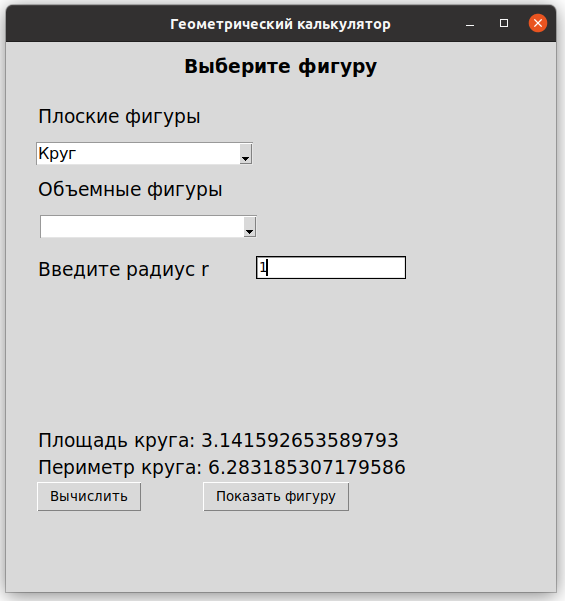 Геометрический калькулятор
Выберите фигуру
Плоские фигуры
Круг
Объемные фигуры
Введите радиус r 1
Площадь круга: 3.141592653589793
Периметр круга: 6.283185307179586
Вычислить Показать фигуру